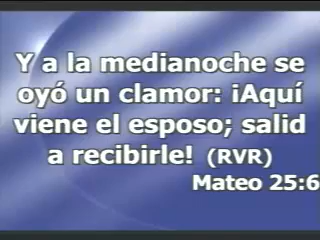 Y a la medianoche se
oyó un clamor: ¡Aquí
viene el esposo; salid
a recibirle! (RVR)
Mateo 25:6